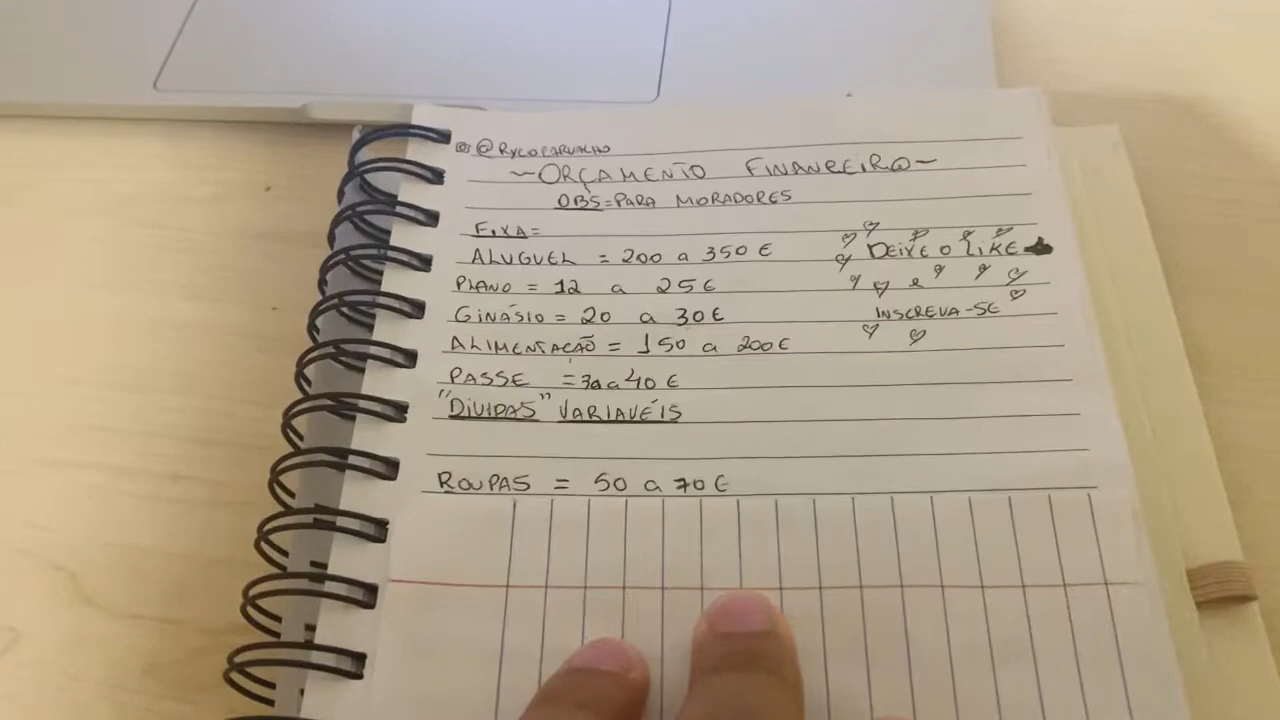 @RYCOCARVALHO
~ORÇAMENTO FINANCEIRO~
OBS=PARA MORADORES
FIXA=
ALUGUEL = 200 a 350 €
DEIXE O LIKE
PLANO = 12 a 25€
e
GINÁSIO = 20 a 30€
INSCREVA-SE
ALIMENTAÇÃO = 150 a 200€
PASSE = 30 a 40 €
"DIVIDAS" VARIAVÉIS
ROUPAS = 50 a 70 €